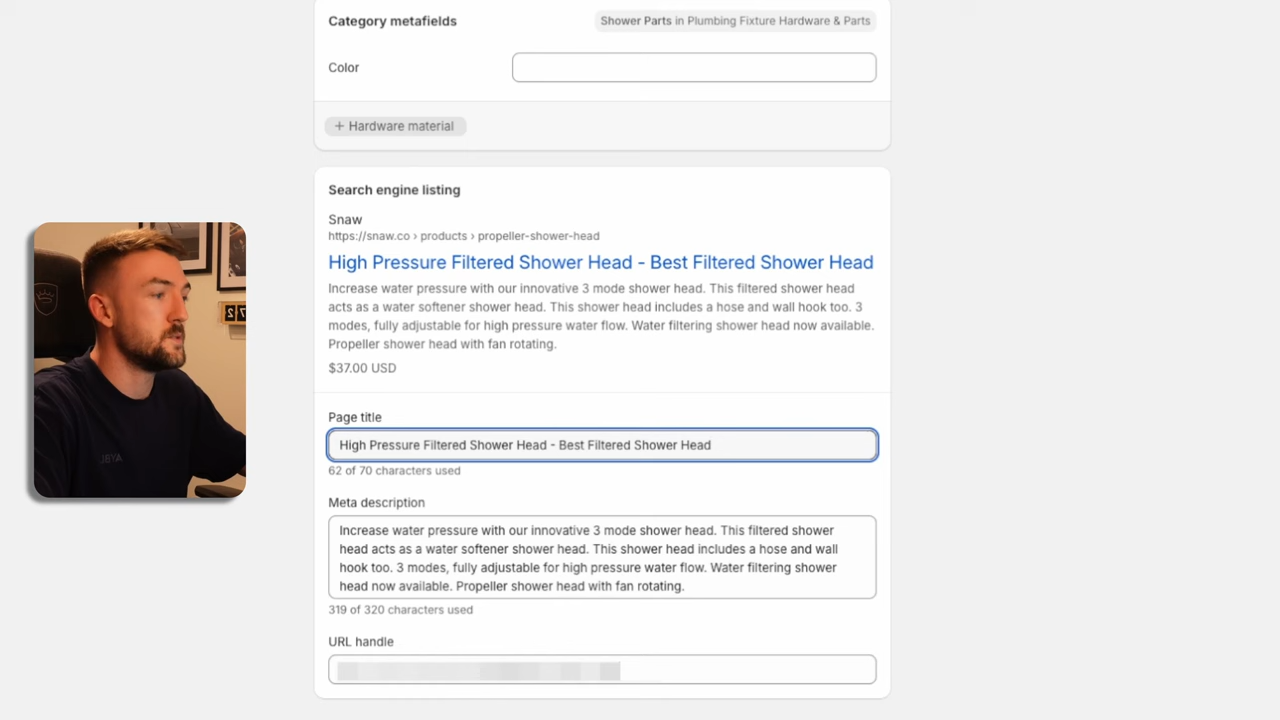 Category metafields
Shower Parts in Plumbing Fixture Hardware & Parts
Color
+ Hardware material
Search engine listing
Snaw
https://snaw.co › products › propeller-shower-head
High Pressure Filtered Shower Head - Best Filtered Shower Head
Increase water pressure with our innovative 3 mode shower head. This filtered shower head
acts as a water softener shower head. This shower head includes a hose and wall hook too. 3
modes, fully adjustable for high pressure water flow. Water filtering shower head now available.
Propeller shower head with fan rotating.
$37.00 USD
Page title
High Pressure Filtered Shower Head - Best Filtered Shower Head
62 of 70 characters used
Meta description
Increase water pressure with our innovative 3 mode shower head. This filtered shower
head acts as a water softener shower head. This shower head includes a hose and wall
hook too. 3 modes, fully adjustable for high pressure water flow. Water filtering shower
head now available. Propeller shower head with fan rotating.
319 of 320 characters used
URL handle